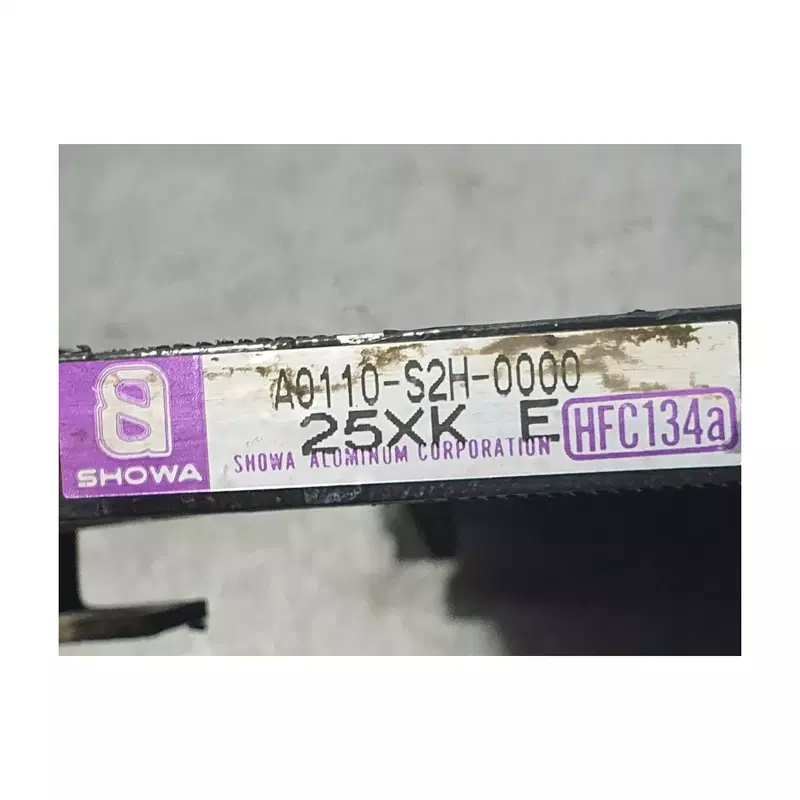 A0110-S2H-0000
25XK E
HFC134a
SHOWA
SHOWA ALUMINUM CORPORATION